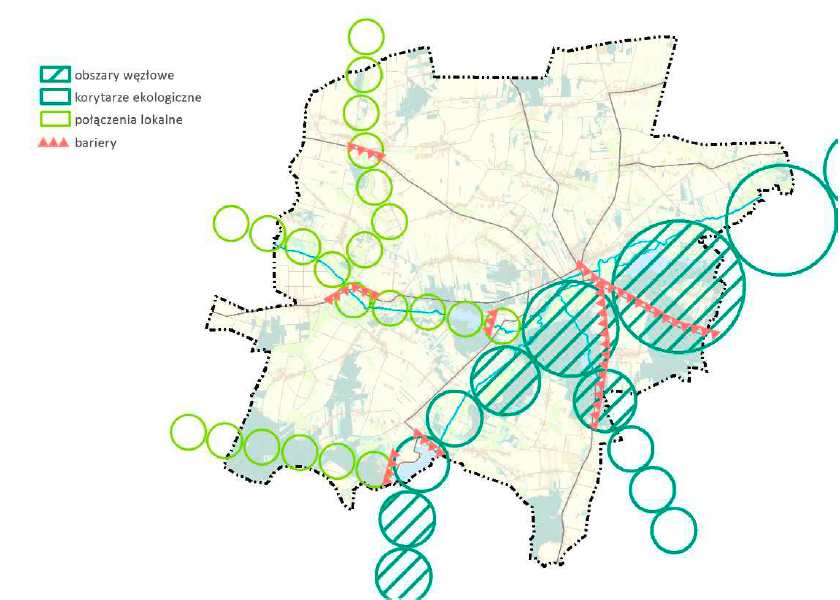 obszary węzłowe
korytarze ekologiczne
połączenia lokalne
bariery